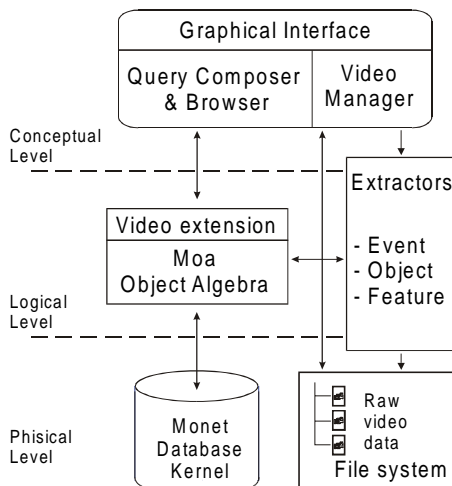 Graphical Interface
Query Composer
& Browser
Video
Manager
Conceptual
Level
Extractors
- Event
- Object
- Feature
Video extension
Moa
Object Algebra
Logical
Level
Phisical
Level
Monet
Database
Kernel
Raw
video
data
File system